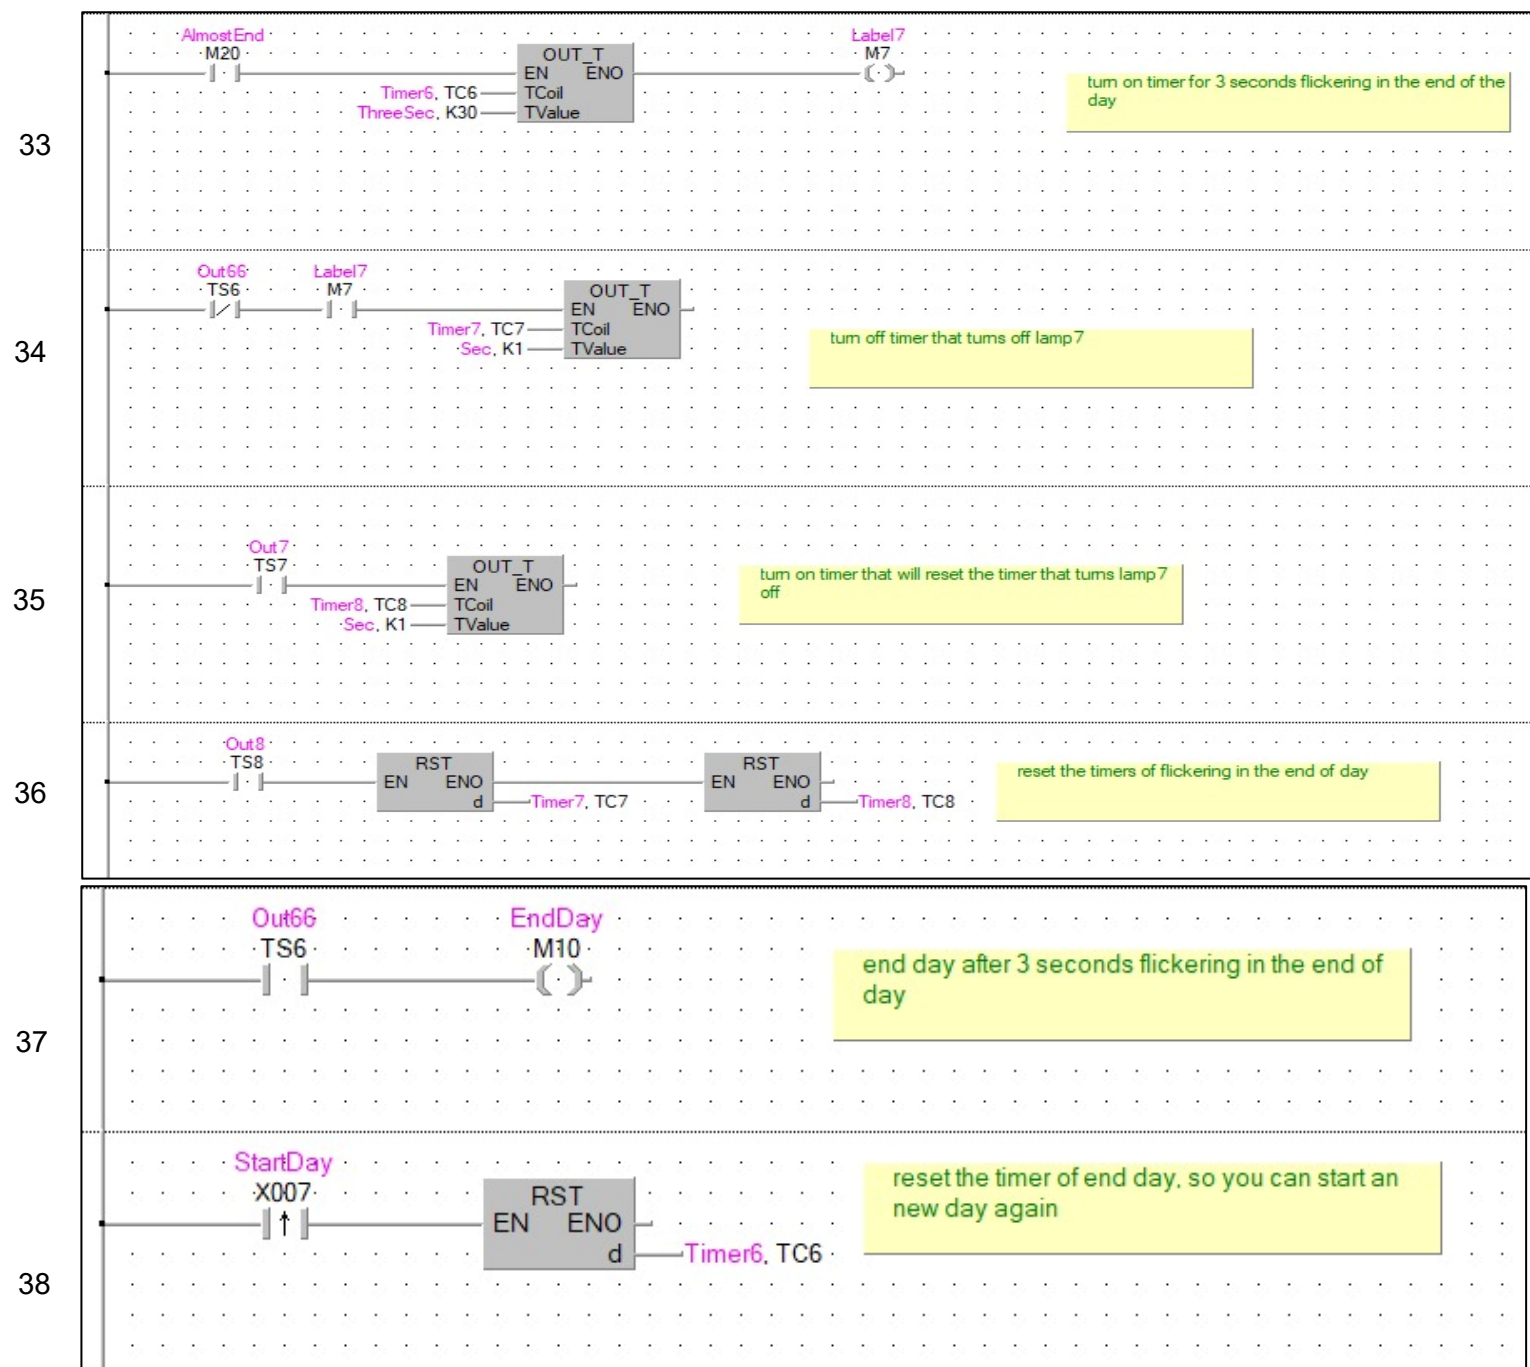 33
AlmostEnd
M20
OUT_T
EN ENO
Timer6, TC6 TCoil
ThreeSec, K30 TValue
Label7
M7
turn on timer for 3 seconds flickering in the end of the
day
34
Out66 Label7
TS6 M7
OUT_T
EN ENO
Timer7, TC7 TCoil
Sec, K1 TValue
turn off timer that turns off lamp7
35
Out7
TS7
OUT_T
EN ENO
Timer8, TC8 TCoil
Sec, K1 TValue
turn on timer that will reset the timer that turns lamp7
off
36
Out8
TS8
RST
EN ENO
d Timer7, TC7
RST
EN ENO
d Timer8, TC8
reset the timers of flickering in the end of day
37
Out66 EndDay
TS6 M10
end day after 3 seconds flickering in the end of
day
38
StartDay
X007
RST
EN ENO
d Timer6, TC6
reset the timer of end day, so you can start an
new day again